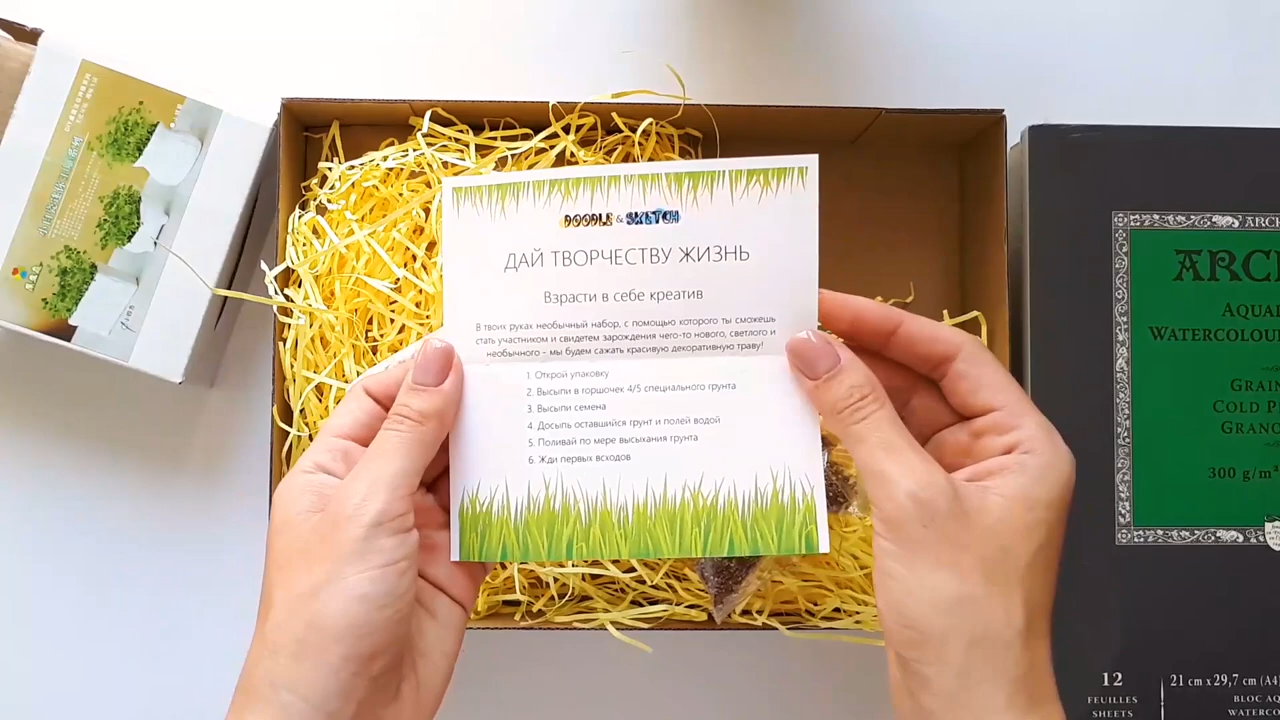 DOODLE & SKETCH
ДАЙ ТВОРЧЕСТВУ ЖИЗНЬ
Взрасти в себе креатив
В твоих руках необычный набор, с помощью которого ты сможешь
стать участником и свидетем зарождения чего-то нового, светлого и
необычного - мы будем сажать красивую декоративную траву!
1. Открой упаковку
2. Высыпи в горшочек 4/5 специального грунта
3. Высыпи семена
4. Досыпь оставшийся грунт и полей водой
5. Поливай по мере высыхания грунта
6. Жди первых всходов
ARC
AQUA
WATERCOLOU
GRAIN
COLD P
GRANO
300 g/m²
12
FEUILLES
SHEETS
21 cm x 29,7 cm (A4
BLOC AQ
WATERCO